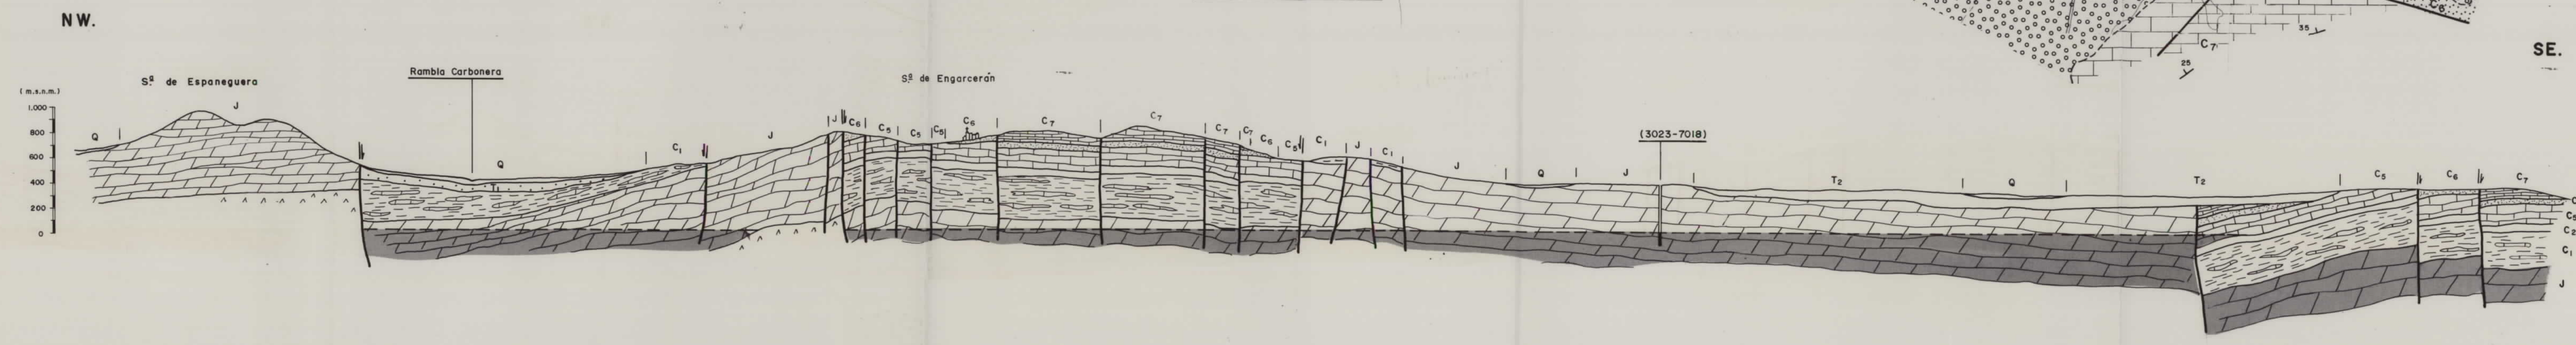 NW.
SE.
Sª de Espaneguera
Rambla Carbonera
Sª de Engarcerán
(3023-7018)
(m.s.n.m.)
1.000
800
600
400
200
0
Q
J
Q
T₁
C₁
J
J
C₆
C₅
C₅
C₅
C₆
C₇
C₇
C₇
C₇
C₆
C₅
C₁
J
C₁
J
Q
J
T₂
Q
T₂
C₅
C₆
C₇
C₅
C₂
C₁
J
C₇
25
35
C₆